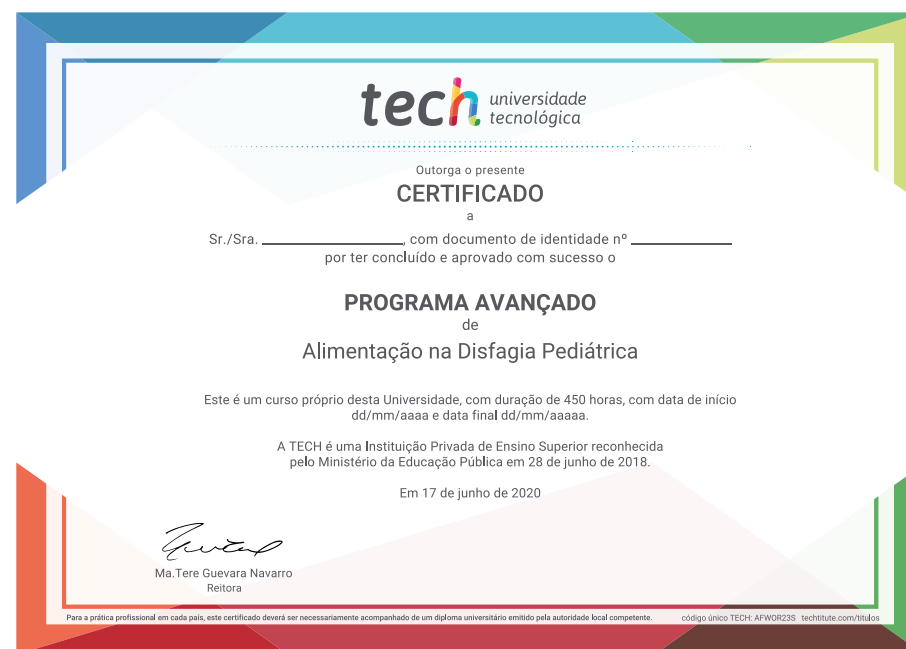 tech universidade
tecnológica
Outorga o presente
CERTIFICADO
a
Sr./Sra. ____________, com documento de identidade nº ____________
por ter concluído e aprovado com sucesso o
PROGRAMA AVANÇADO
de
Alimentação na Disfagia Pediátrica
Este é um curso próprio desta Universidade, com duração de 450 horas, com data de início
dd/mm/aaaa e data final dd/mm/aaaaa.
A TECH é uma Instituição Privada de Ensino Superior reconhecida
pelo Ministério da Educação Pública em 28 de junho de 2018.
Em 17 de junho de 2020
Ma.Tere Guevara Navarro
Reitora
Para a prática profissional em cada país, este certificado deverá ser necessariamente acompanhado de um diploma universitário emitido pela autoridade local competente. código único TECH: AFWOR23S techtitute.com/titulos